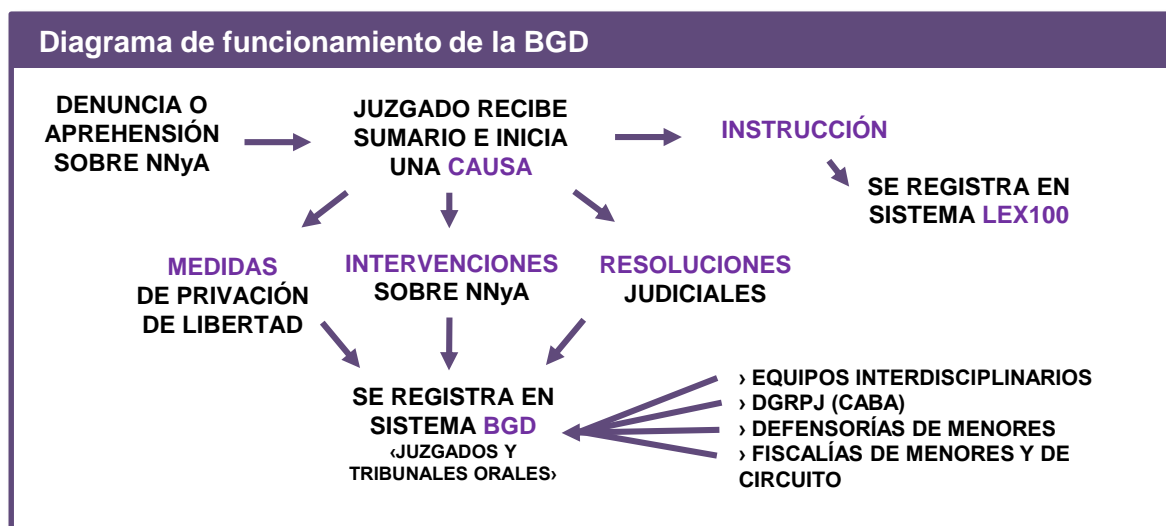 Diagrama de funcionamiento de la BGD
DENUNCIA O
APREHENSIÓN
SOBRE NNyA
JUZGADO RECIBE
SUMARIO E INICIA
UNA CAUSA
INSTRUCCIÓN
SE REGISTRA EN
SISTEMA LEX100
MEDIDAS
DE PRIVACIÓN
DE LIBERTAD
INTERVENCIONES
SOBRE NNyA
RESOLUCIONES
JUDICIALES
SE REGISTRA EN
SISTEMA BGD
‹JUZGADOS Y
TRIBUNALES ORALES›
› EQUIPOS INTERDISCIPLINARIOS
› DGRPJ (CABA)
› DEFENSORÍAS DE MENORES
› FISCALÍAS DE MENORES Y DE
CIRCUITO